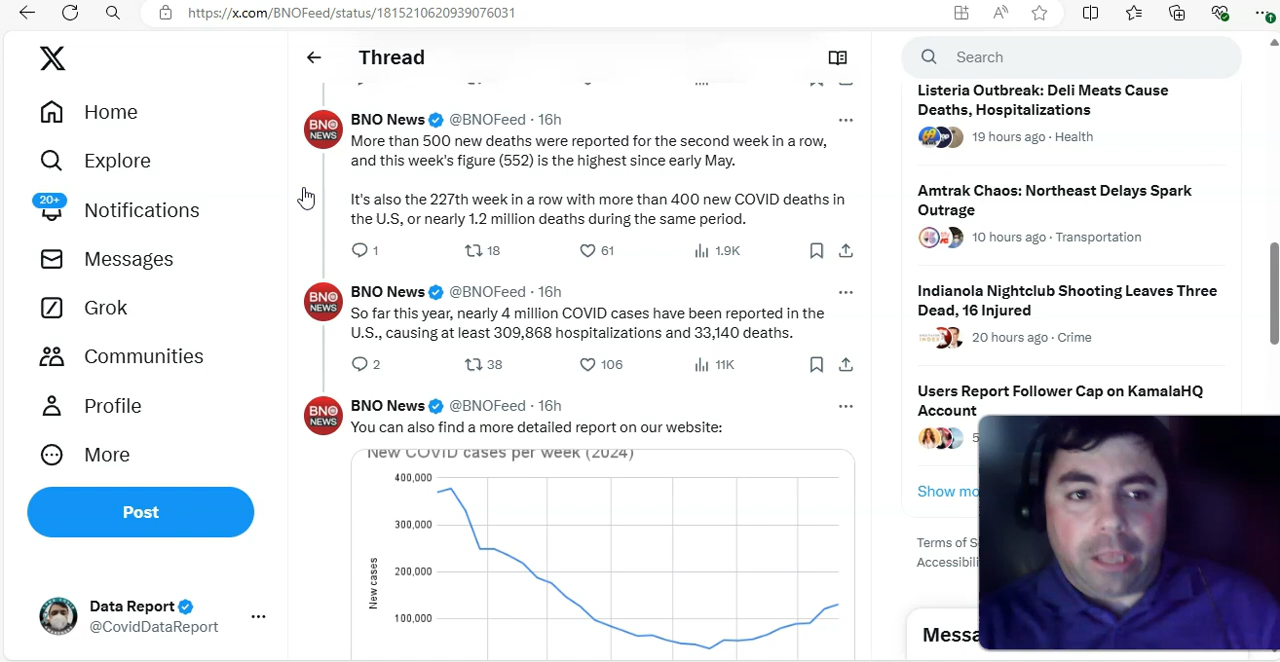 https://x.com/BNOFeed/status/1815210620939076031
Thread
Search
Home
Explore
20+
Notifications
Messages
Grok
Communities
Profile
More
Post
Data Report
@CovidDataReport
BNO NEWS
BNO News @BNOFeed · 16h
More than 500 new deaths were reported for the second week in a row,
and this week's figure (552) is the highest since early May.
It's also the 227th week in a row with more than 400 new COVID deaths in
the U.S, or nearly 1.2 million deaths during the same period.
1 18 61 1.9K
BNO NEWS
BNO News @BNOFeed · 16h
So far this year, nearly 4 million COVID cases have been reported in the
U.S., causing at least 309,868 hospitalizations and 33,140 deaths.
2 38 106 11K
BNO NEWS
BNO News @BNOFeed · 16h
You can also find a more detailed report on our website:
New COVID cases per week (2024)
400,000
300,000
200,000
100,000
New cases
Listeria Outbreak: Deli Meats Cause
Deaths, Hospitalizations
19 hours ago · Health
Amtrak Chaos: Northeast Delays Spark
Outrage
10 hours ago · Transportation
Indianola Nightclub Shooting Leaves Three
Dead, 16 Injured
20 hours ago · Crime
Users Report Follower Cap on KamalaHQ
Account
Show mo
Terms of S
Accessibili
Messa